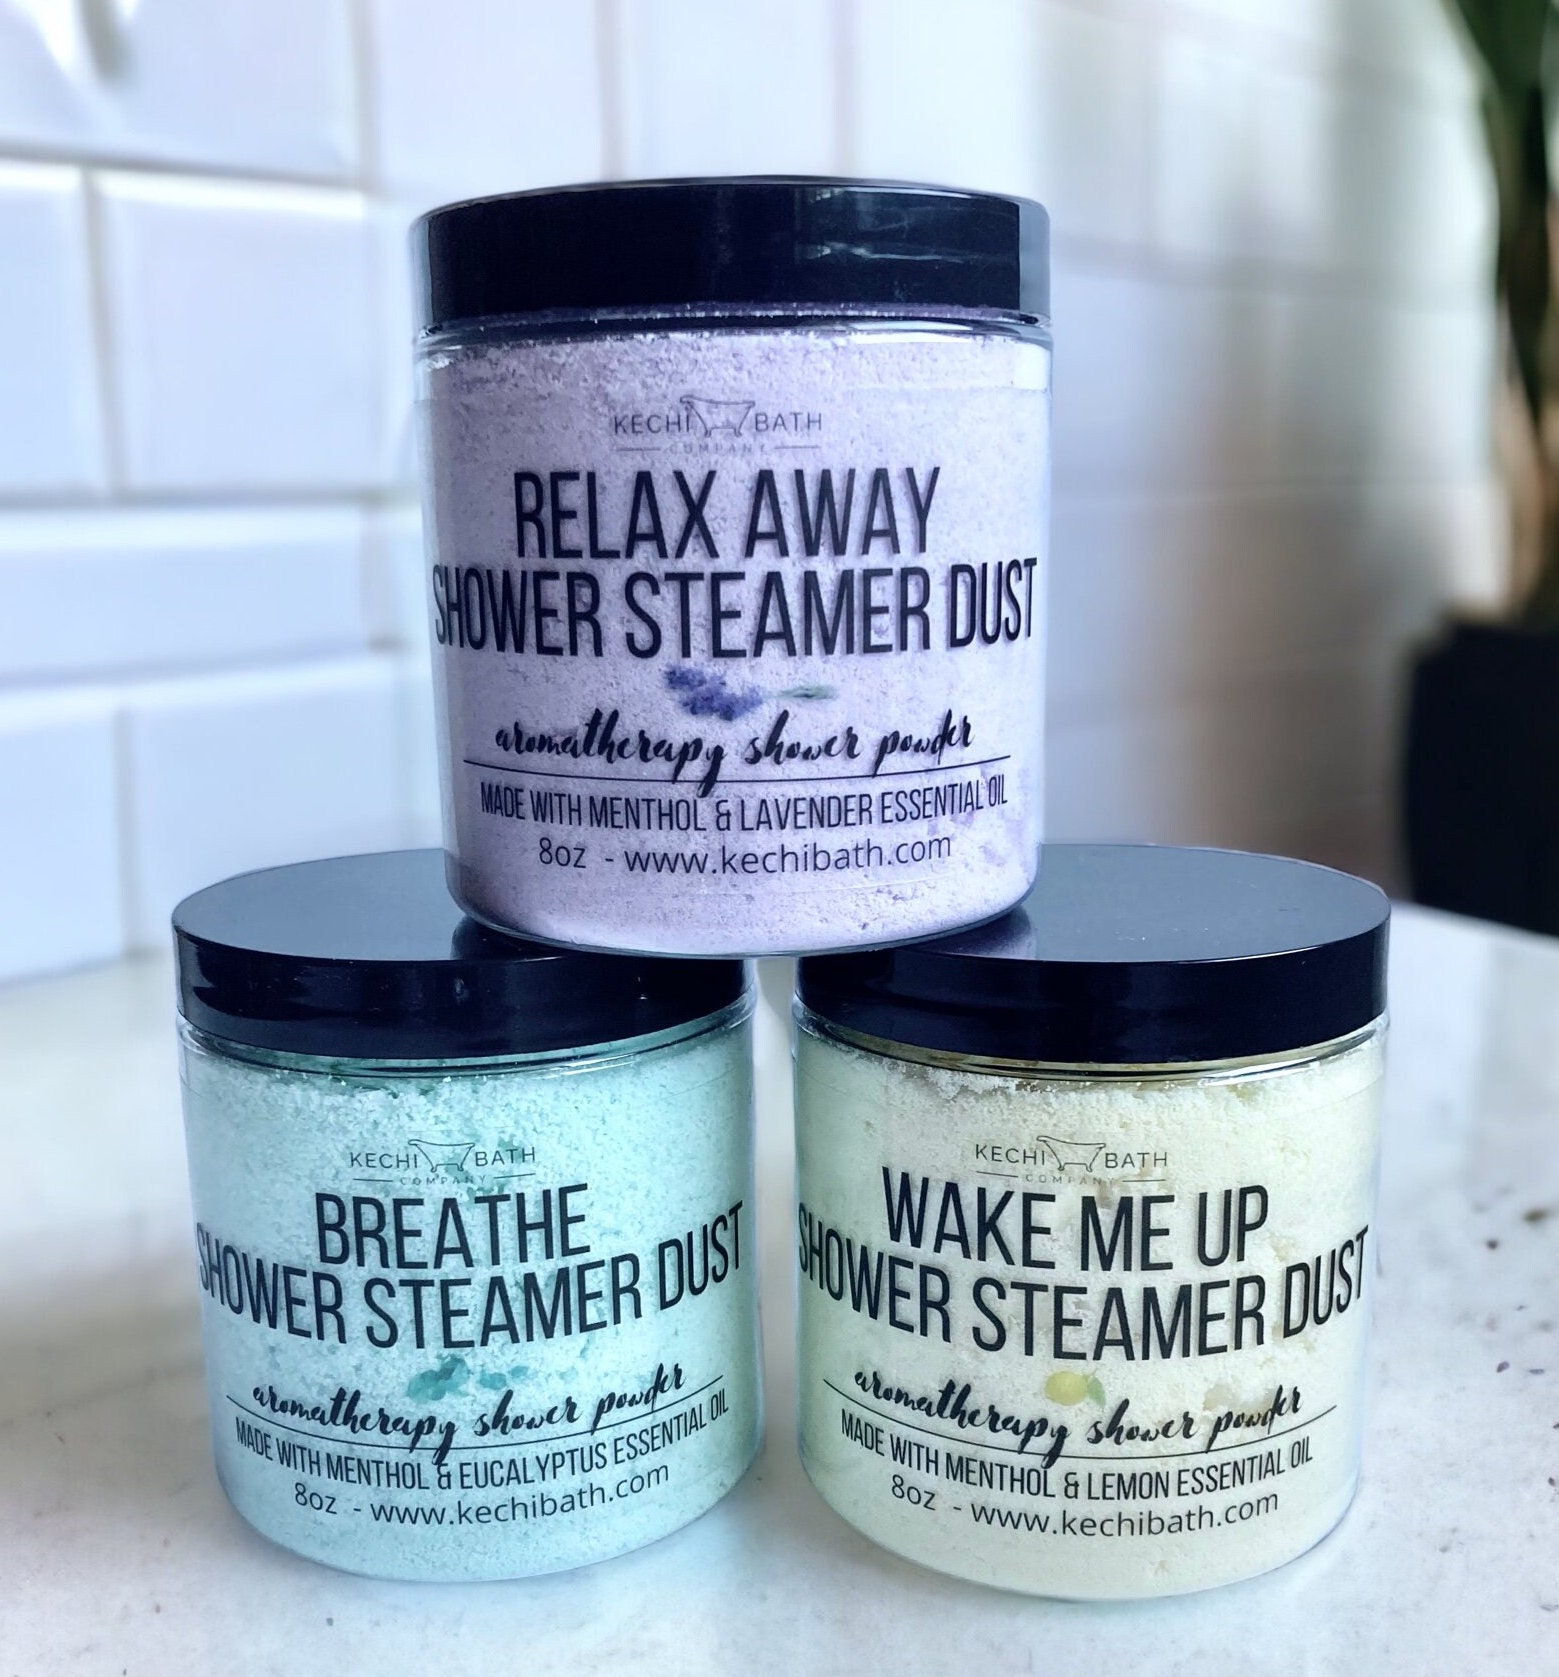 KECHI BATH
COMPANY
RELAX AWAY
SHOWER STEAMER DUST
aromatherapy shower powder
MADE WITH MENTHOL & LAVENDER ESSENTIAL OIL
8oz - www.kechibath.com
KECHI BATH
COMPANY
BREATHE
SHOWER STEAMER DUST
aromatherapy shower powder
MADE WITH MENTHOL & EUCALYPTUS ESSENTIAL OIL
8oz - www.kechibath.com
KECHI BATH
COMPANY
WAKE ME UP
SHOWER STEAMER DUST
aromatherapy shower powder
MADE WITH MENTHOL & LEMON ESSENTIAL OIL
8oz - www.kechibath.com